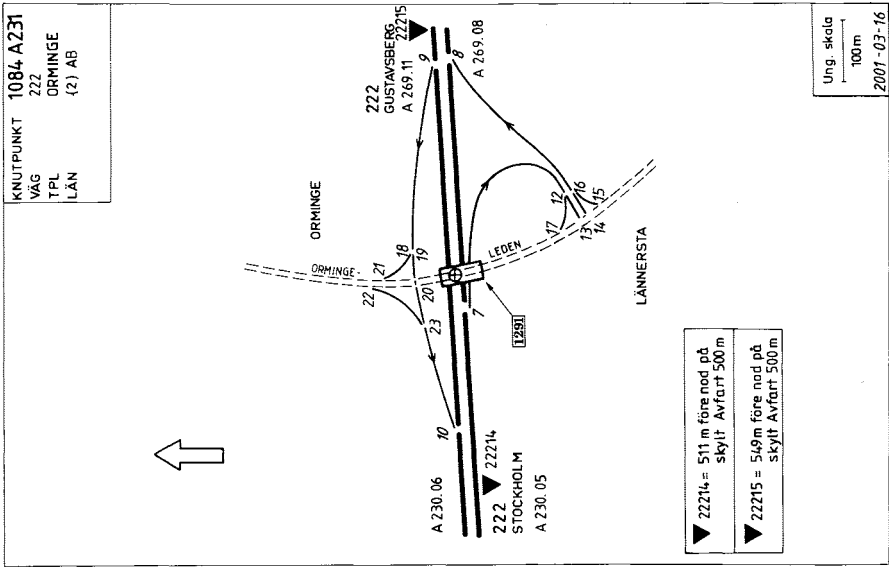 KNUTPUNKT 1084 A231
VÄG 222
TPL ORMINGE
LÄN (2) AB
ORMINGE
222
GUSTAVSBERG
A 269.11
22215
9
8
A 269.08
ORMINGE-
LEDEN
18
19
21
22
20
23
10
7
12
16
15
17
13
14
1291
LÄNNERSTA
A 230.06
22214
222
STOCKHOLM
A 230.05
22214 = 511 m före nod på
skylt Avfart 500 m
22215 = 549 m före nod på
skylt Avfart 500 m
Ung. skala
100 m
2001-03-16